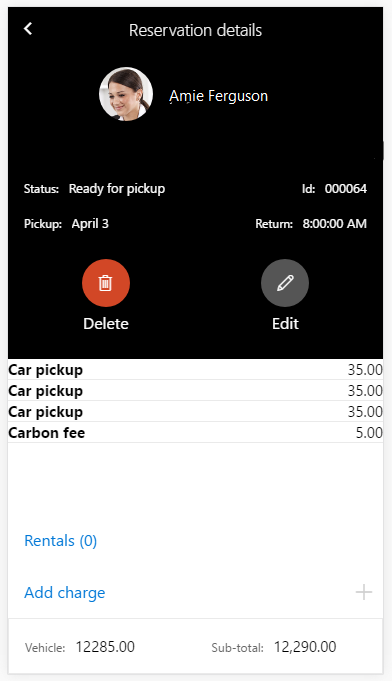 Reservation details
Amie Ferguson
Status: Ready for pickup Id: 000064
Pickup: April 3 Return: 8:00:00 AM
Delete Edit
Car pickup 35.00
Car pickup 35.00
Car pickup 35.00
Carbon fee 5.00
Rentals (0)
Add charge
Vehicle: 12285.00 Sub-total: 12,290.00